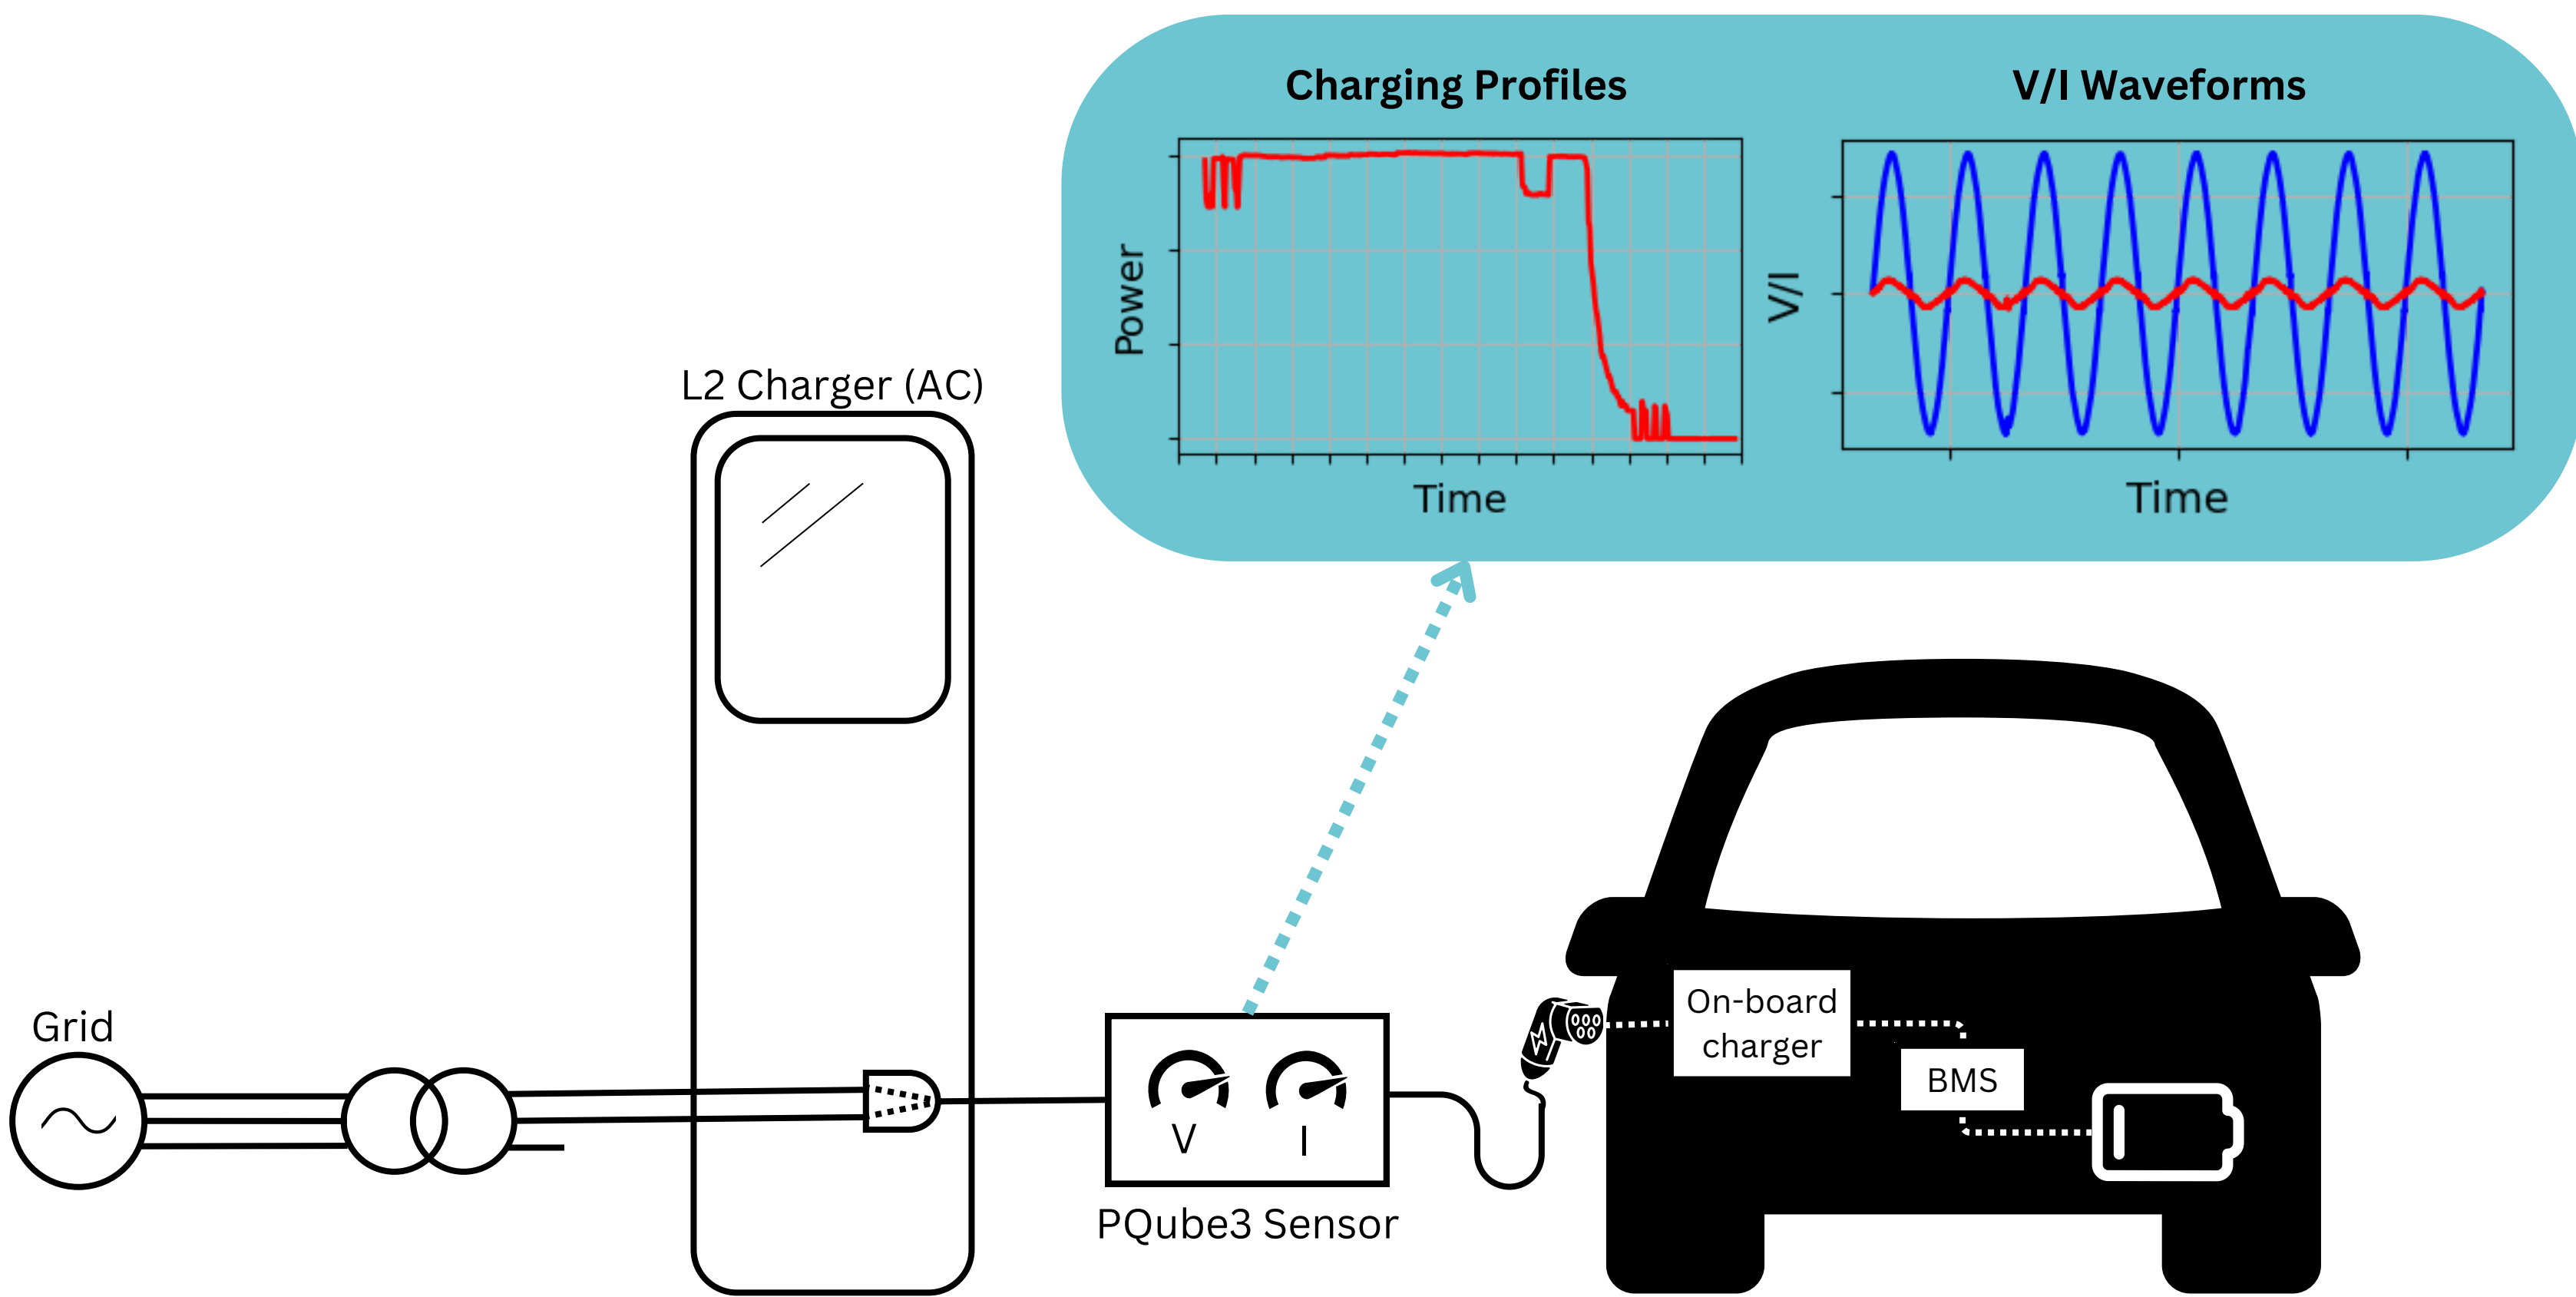 Charging Profiles
V/I Waveforms
Power
Time
V/I
Time
L2 Charger (AC)
Grid
V
I
PQube3 Sensor
On-board
charger
BMS